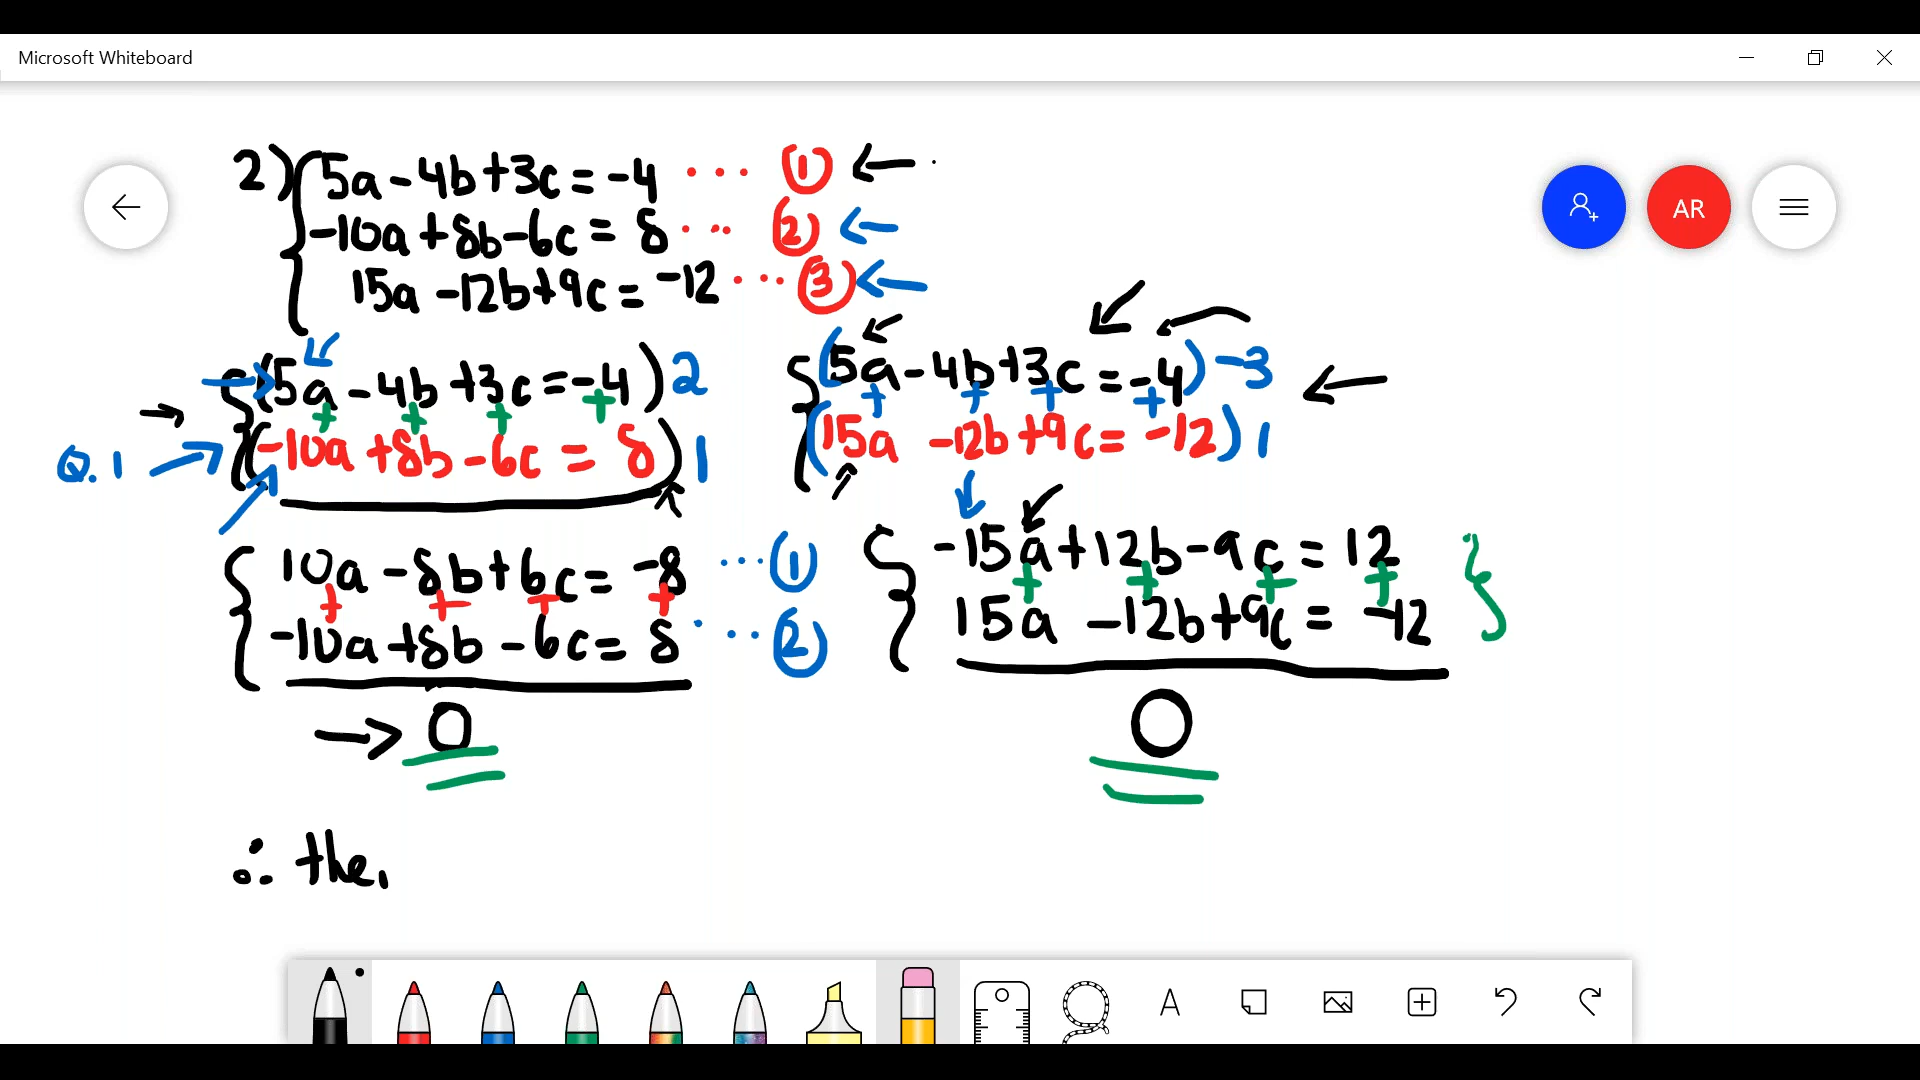 Microsoft Whiteboard
2) 5a - 4b + 3c = -4 ... ①
-10a + 8b - 6c = 8 ... ②
15a - 12b + 9c = -12 ... ③
AR
(5a - 4b + 3c = -4) 2
+ + + +
(-10a + 8b - 6c = 8) 1
Q. 1
10a - 8b + 6c = -8 ... ①
+ + + +
-10a + 8b - 6c = 8 ... ②
0
(5a - 4b + 3c = -4) -3
+ + + +
(15a - 12b + 9c = -12) 1
-15a + 12b - 9c = 12
+ + + +
15a - 12b + 9c = -12
0
∴ the
A